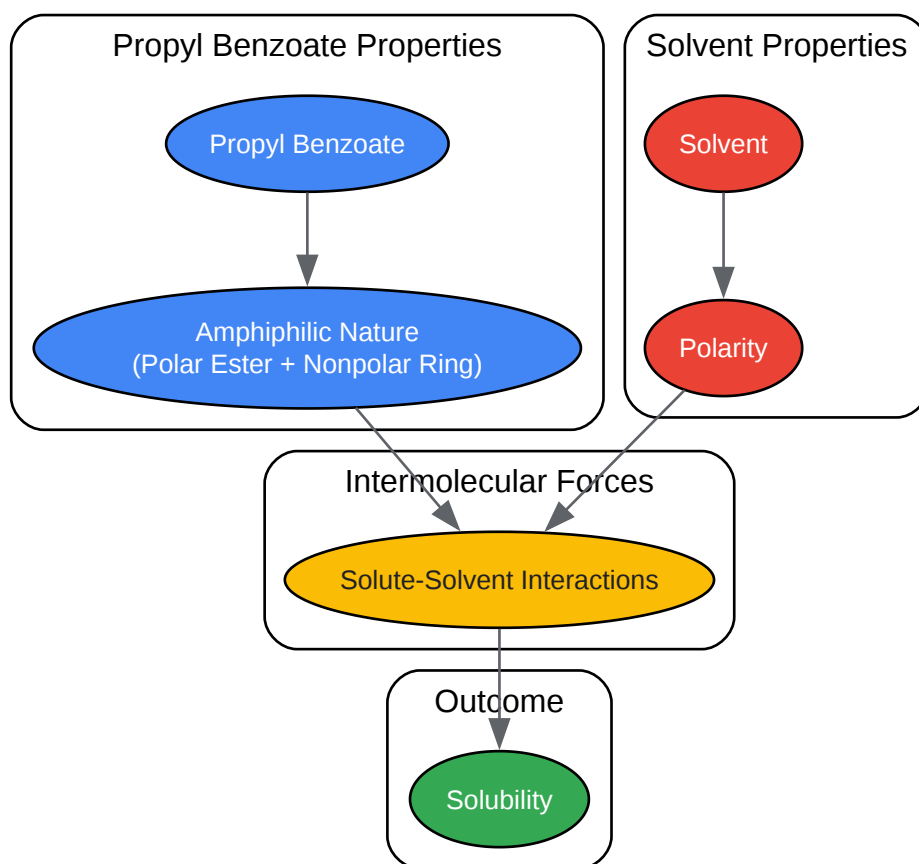 Propyl Benzoate Properties
Solvent Properties
Propyl Benzoate
Solvent
Amphiphilic Nature
(Polar Ester + Nonpolar Ring)
Polarity
Intermolecular Forces
Solute-Solvent Interactions
Outcome
Solubility